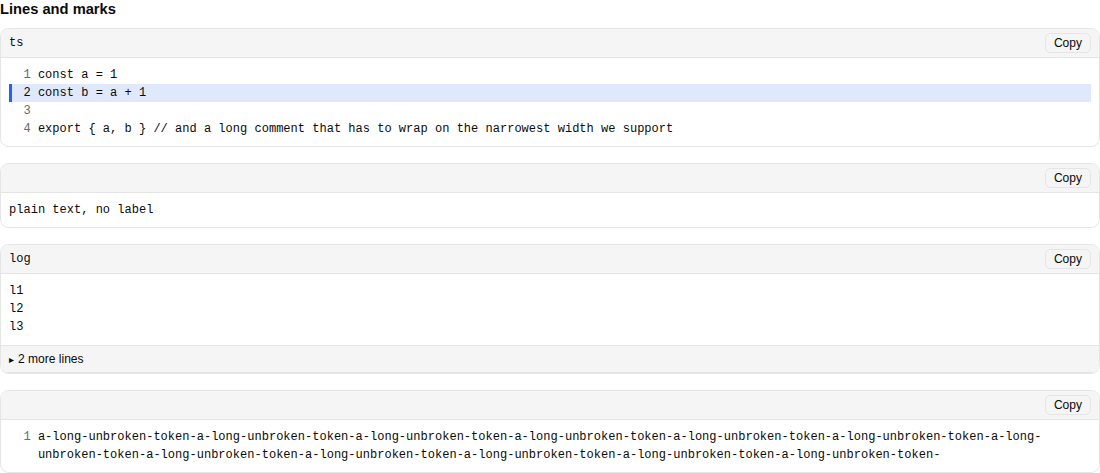 Lines and marks
ts Copy
1 const a = 1
2 const b = a + 1
3
4 export { a, b } // and a long comment that has to wrap on the narrowest width we support
Copy
plain text, no label
log Copy
l1
l2
l3
▸ 2 more lines
Copy
1 a-long-unbroken-token-a-long-unbroken-token-a-long-unbroken-token-a-long-unbroken-token-a-long-unbroken-token-a-long-unbroken-token-a-long-
unbroken-token-a-long-unbroken-token-a-long-unbroken-token-a-long-unbroken-token-a-long-unbroken-token-a-long-unbroken-token-